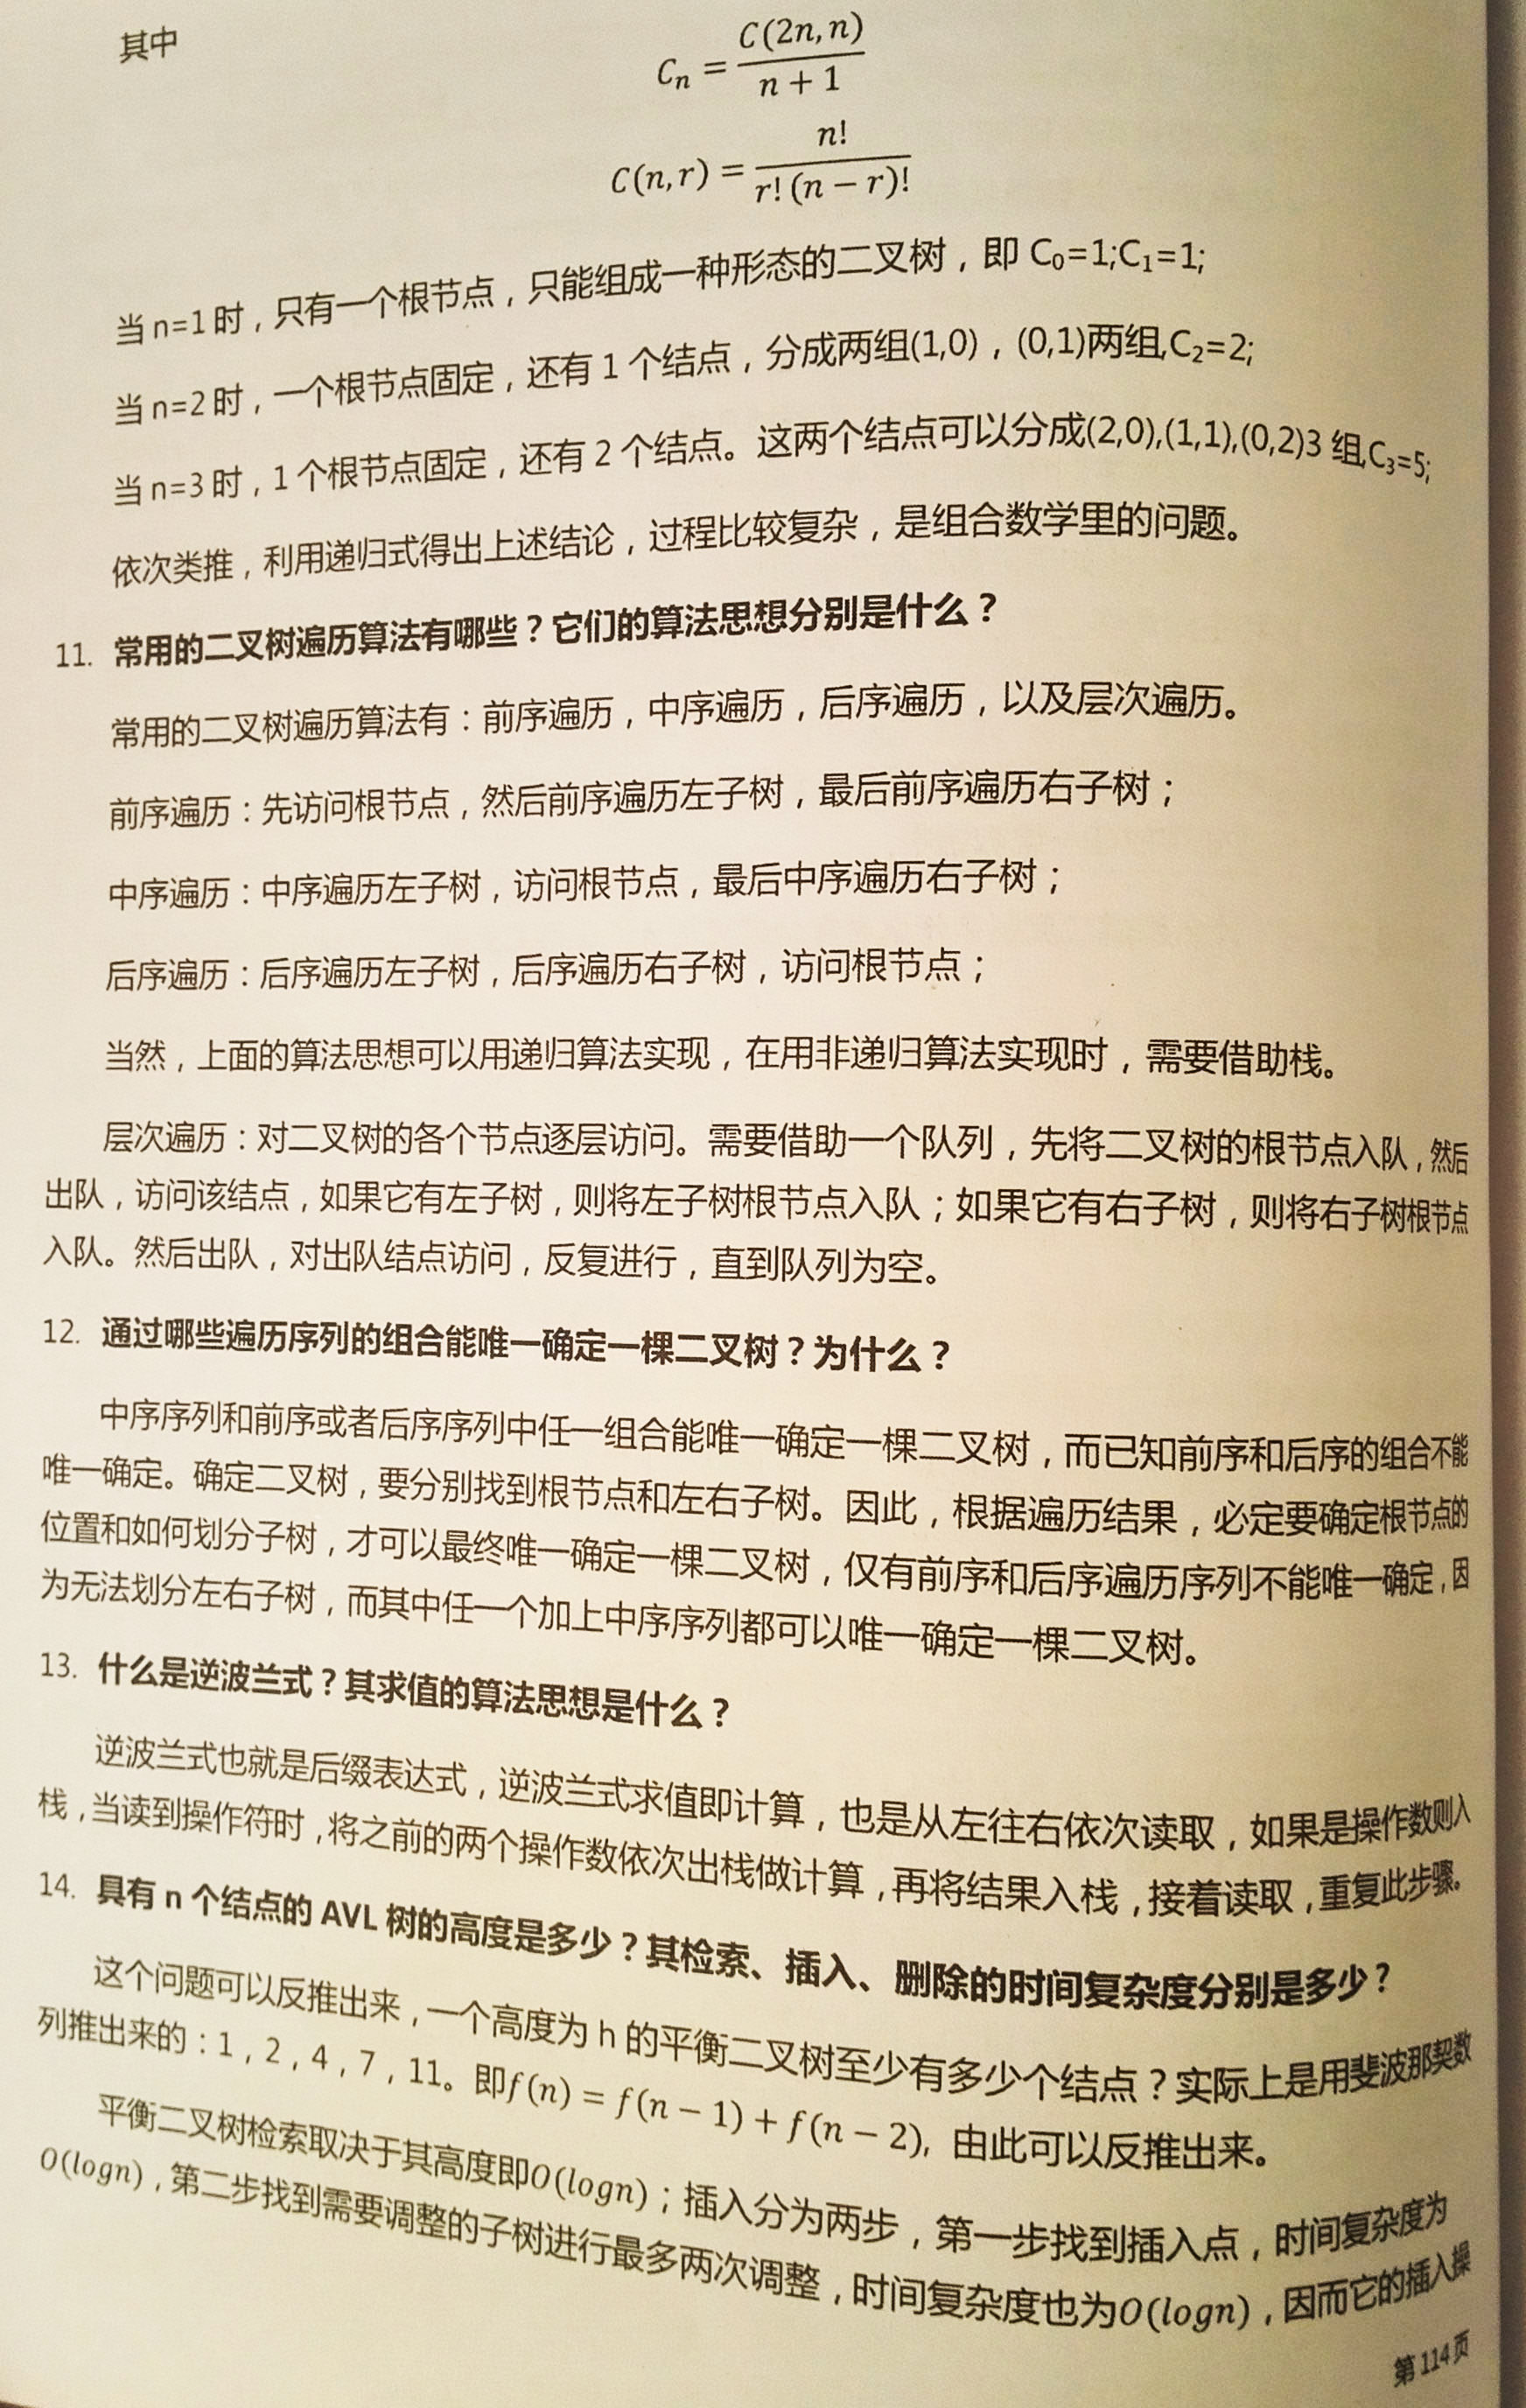 其中
Cₙ = C(2n,n) / (n + 1)
C(n,r) = n! / (r! (n − r)!)
当 n=1 时，只有一个根节点，只能组成一种形态的二叉树，即 C₀=1;C₁=1;
当 n=2 时，一个根节点固定，还有 1 个结点，分成两组(1,0)，(0,1)两组,C₂=2;
当 n=3 时，1 个根节点固定，还有 2 个结点。这两个结点可以分成(2,0),(1,1),(0,2)3 组,C₃=5;
依次类推，利用递归式得出上述结论，过程比较复杂，是组合数学里的问题。
11. 常用的二叉树遍历算法有哪些？它们的算法思想分别是什么？
常用的二叉树遍历算法有：前序遍历，中序遍历，后序遍历，以及层次遍历。
前序遍历：先访问根节点，然后前序遍历左子树，最后前序遍历右子树；
中序遍历：中序遍历左子树，访问根节点，最后中序遍历右子树；
后序遍历：后序遍历左子树，后序遍历右子树，访问根节点；
当然，上面的算法思想可以用递归算法实现，在用非递归算法实现时，需要借助栈。
层次遍历：对二叉树的各个节点逐层访问。需要借助一个队列，先将二叉树的根节点入队，然后
出队，访问该结点，如果它有左子树，则将左子树根节点入队；如果它有右子树，则将右子树根节点
入队。然后出队，对出队结点访问，反复进行，直到队列为空。
12. 通过哪些遍历序列的组合能唯一确定一棵二叉树？为什么？
中序序列和前序或者后序序列中任一组合能唯一确定一棵二叉树，而已知前序和后序的组合不能
唯一确定。确定二叉树，要分别找到根节点和左右子树。因此，根据遍历结果，必定要确定根节点的
位置和如何划分子树，才可以最终唯一确定一棵二叉树，仅有前序和后序遍历序列不能唯一确定，因
为无法划分左右子树，而其中任一个加上中序序列都可以唯一确定一棵二叉树。
13. 什么是逆波兰式？其求值的算法思想是什么？
逆波兰式也就是后缀表达式，逆波兰式求值即计算，也是从左往右依次读取，如果是操作数则入
栈，当读到操作符时，将之前的两个操作数依次出栈做计算，再将结果入栈，接着读取，重复此步骤。
14. 具有 n 个结点的 AVL 树的高度是多少？其检索、插入、删除的时间复杂度分别是多少？
这个问题可以反推出来，一个高度为 h 的平衡二叉树至少有多少个结点？实际上是用斐波那契数
列推出来的：1，2，4，7，11。即f(n) = f(n − 1) + f(n − 2), 由此可以反推出来。
平衡二叉树检索取决于其高度即O(logn)；插入分为两步，第一步找到插入点，时间复杂度为
O(logn)，第二步找到需要调整的子树进行最多两次调整，时间复杂度也为O(logn)，因而它的插入操
第 114 页